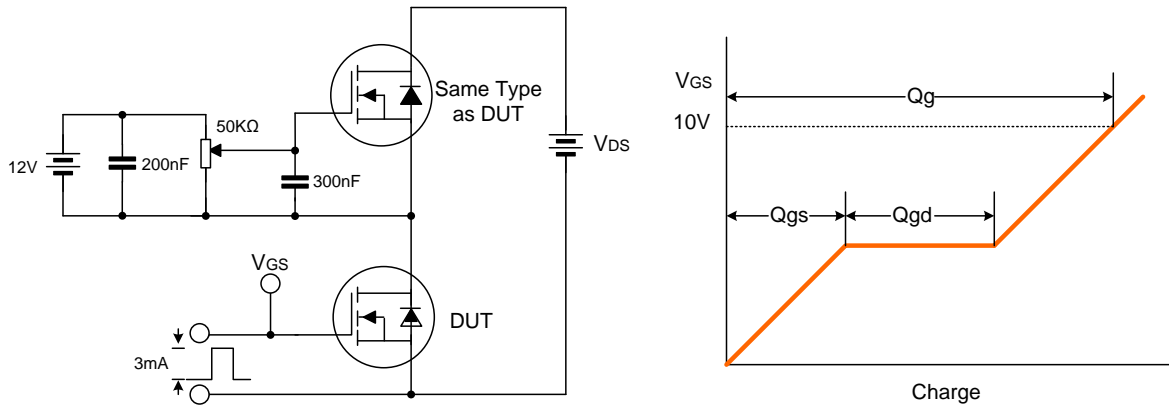 Same Type
as DUT
50KΩ
12V
200nF
300nF
VDS
VGS
DUT
3mA
VGS
Qg
10V
Qgs
Qgd
Charge